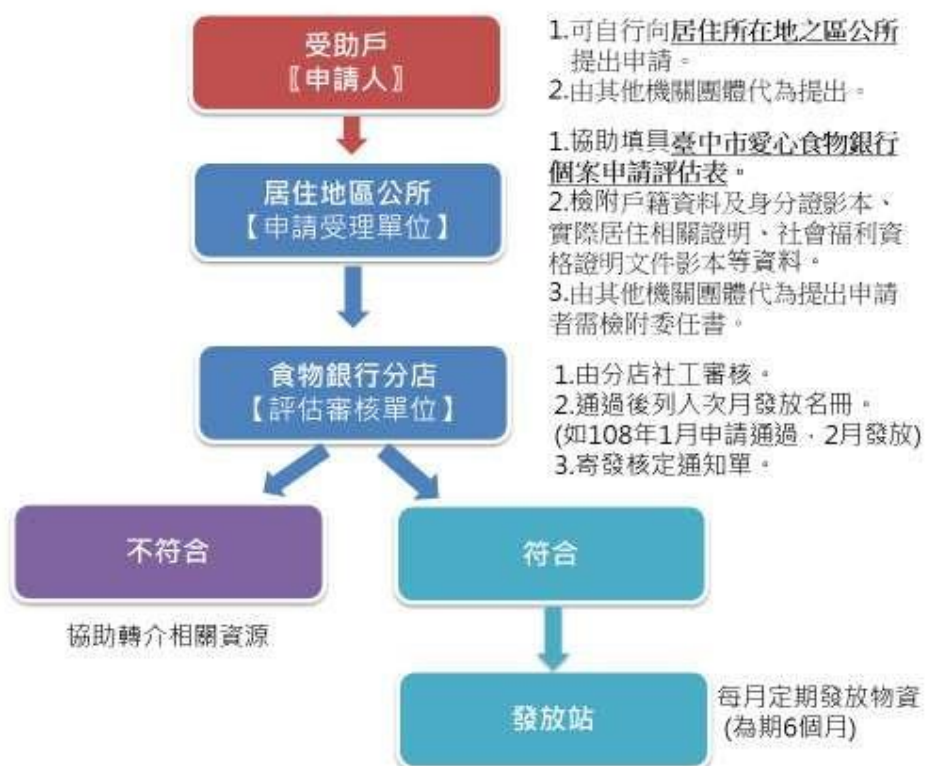 受助戶
〖申請人〗
1.可自行向居住所在地之區公所
提出申請。
2.由其他機關團體代為提出。
居住地區公所
【申請受理單位】
1.協助填具臺中市愛心食物銀行
個案申請評估表。
2.檢附戶籍資料及身分證影本、
實際居住相關證明、社會福利資
格證明文件影本等資料。
3.由其他機關團體代為提出申請
者需檢附委任書。
食物銀行分店
【評估審核單位】
1.由分店社工審核。
2.通過後列入次月發放名冊。
(如108年1月申請通過，2月發放)
3.寄發核定通知單。
不符合
協助轉介相關資源
符合
發放站
每月定期發放物資
(為期6個月)